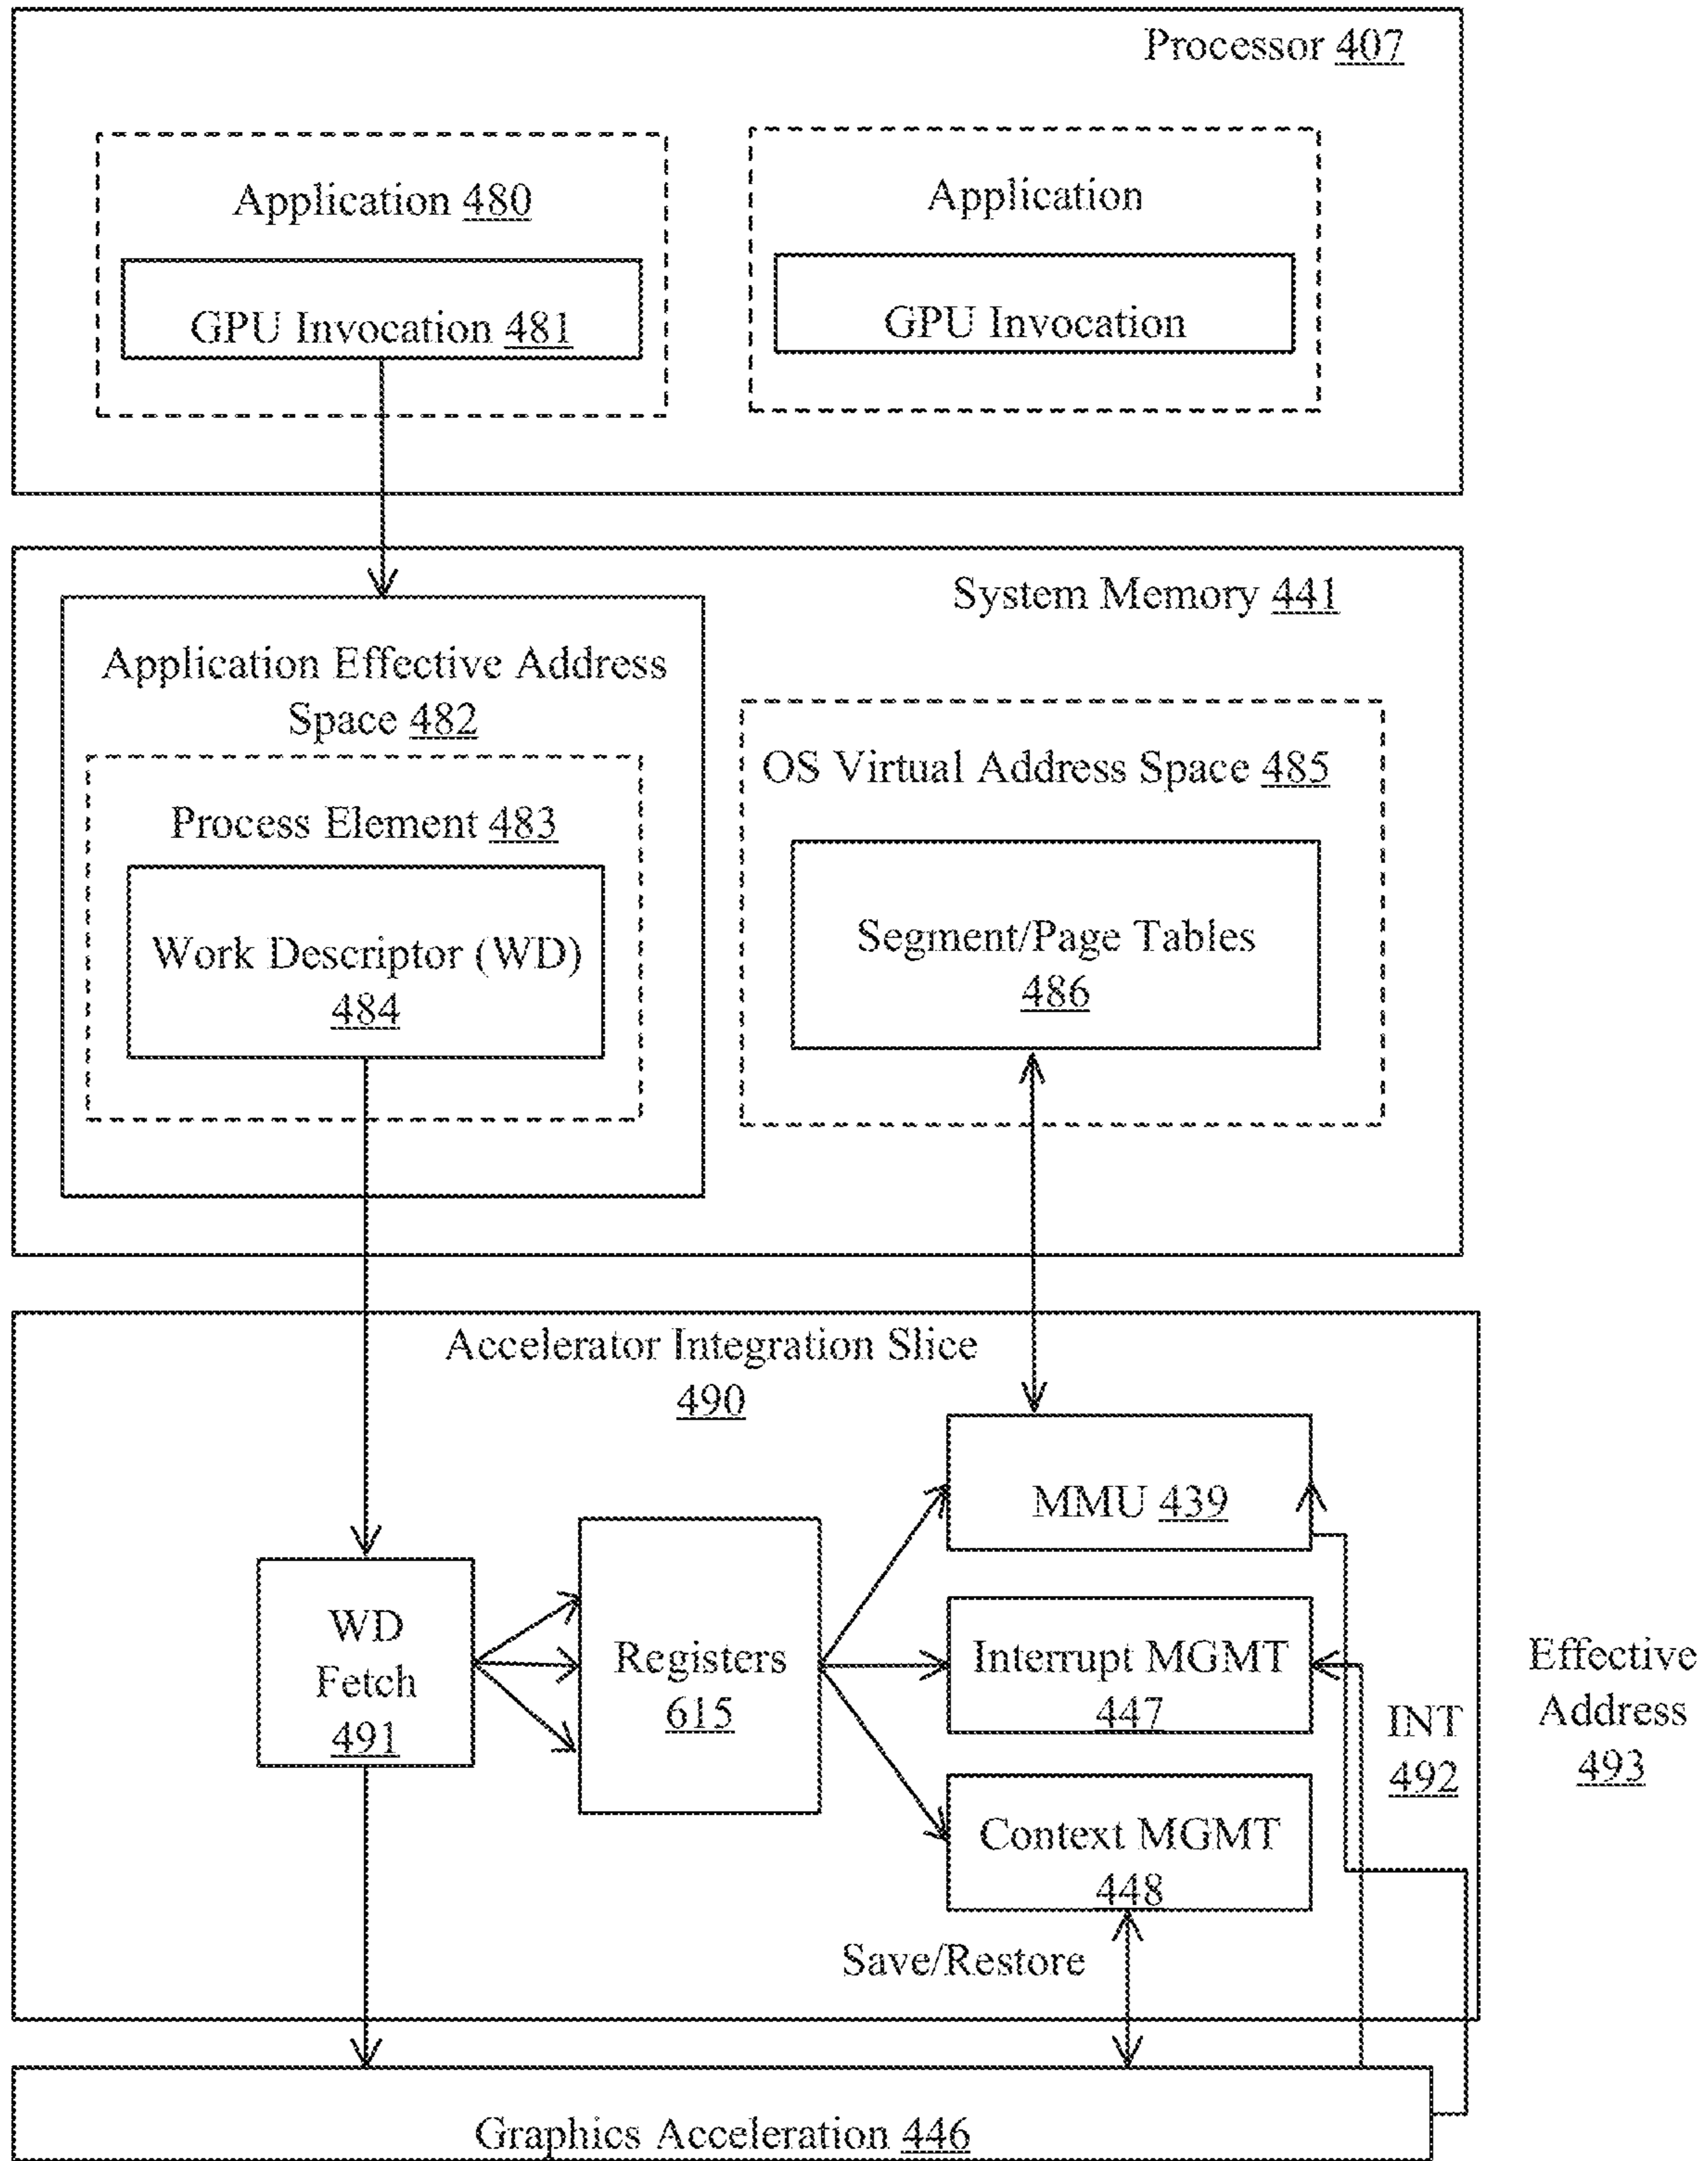 Processor 407
Application 480
GPU Invocation 481
Application
GPU Invocation
System Memory 441
Application Effective Address
Space 482
Process Element 483
Work Descriptor (WD)
484
OS Virtual Address Space 485
Segment/Page Tables
486
Accelerator Integration Slice
490
WD
Fetch
491
Registers
615
MMU 439
Interrupt MGMT
447
Context MGMT
448
Save/Restore
INT
492
Effective
Address
493
Graphics Acceleration 446